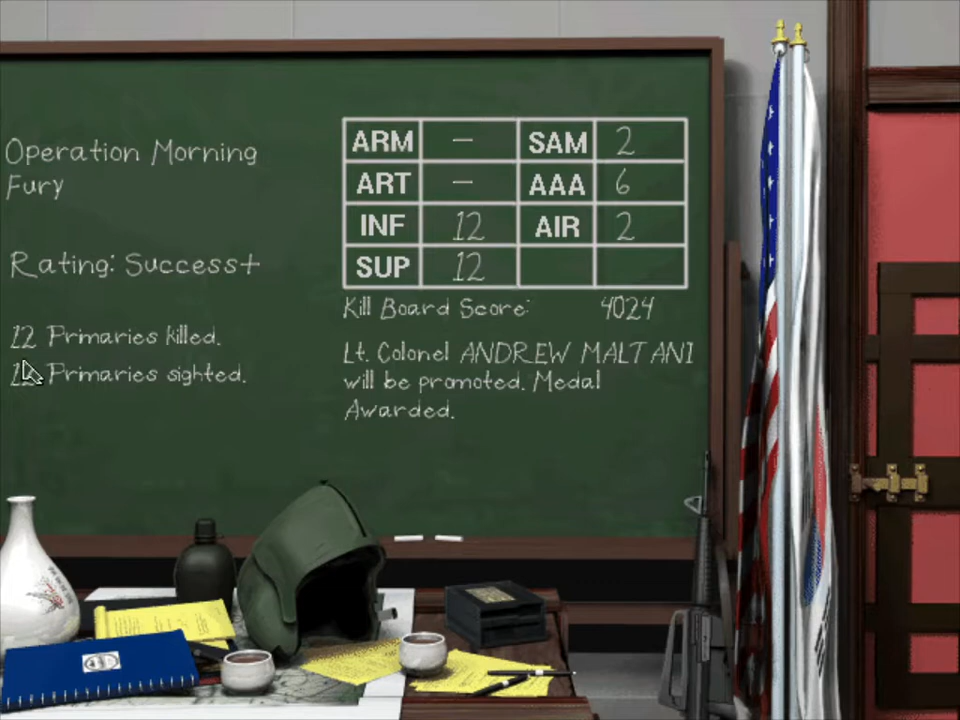 Operation Morning
Fury
Rating: Success+
12 Primaries killed.
Primaries sighted.
ARM – SAM 2
ART – AAA 6
INF 12 AIR 2
SUP 12
Kill Board Score: 4024
Lt. Colonel ANDREW MALTANI
will be promoted. Medal
Awarded.